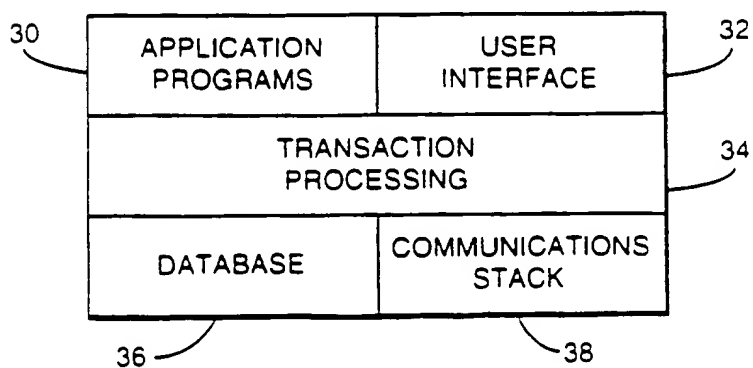 30
APPLICATION
PROGRAMS
USER
INTERFACE
32
TRANSACTION
PROCESSING
34
DATABASE
COMMUNICATIONS
STACK
36
38